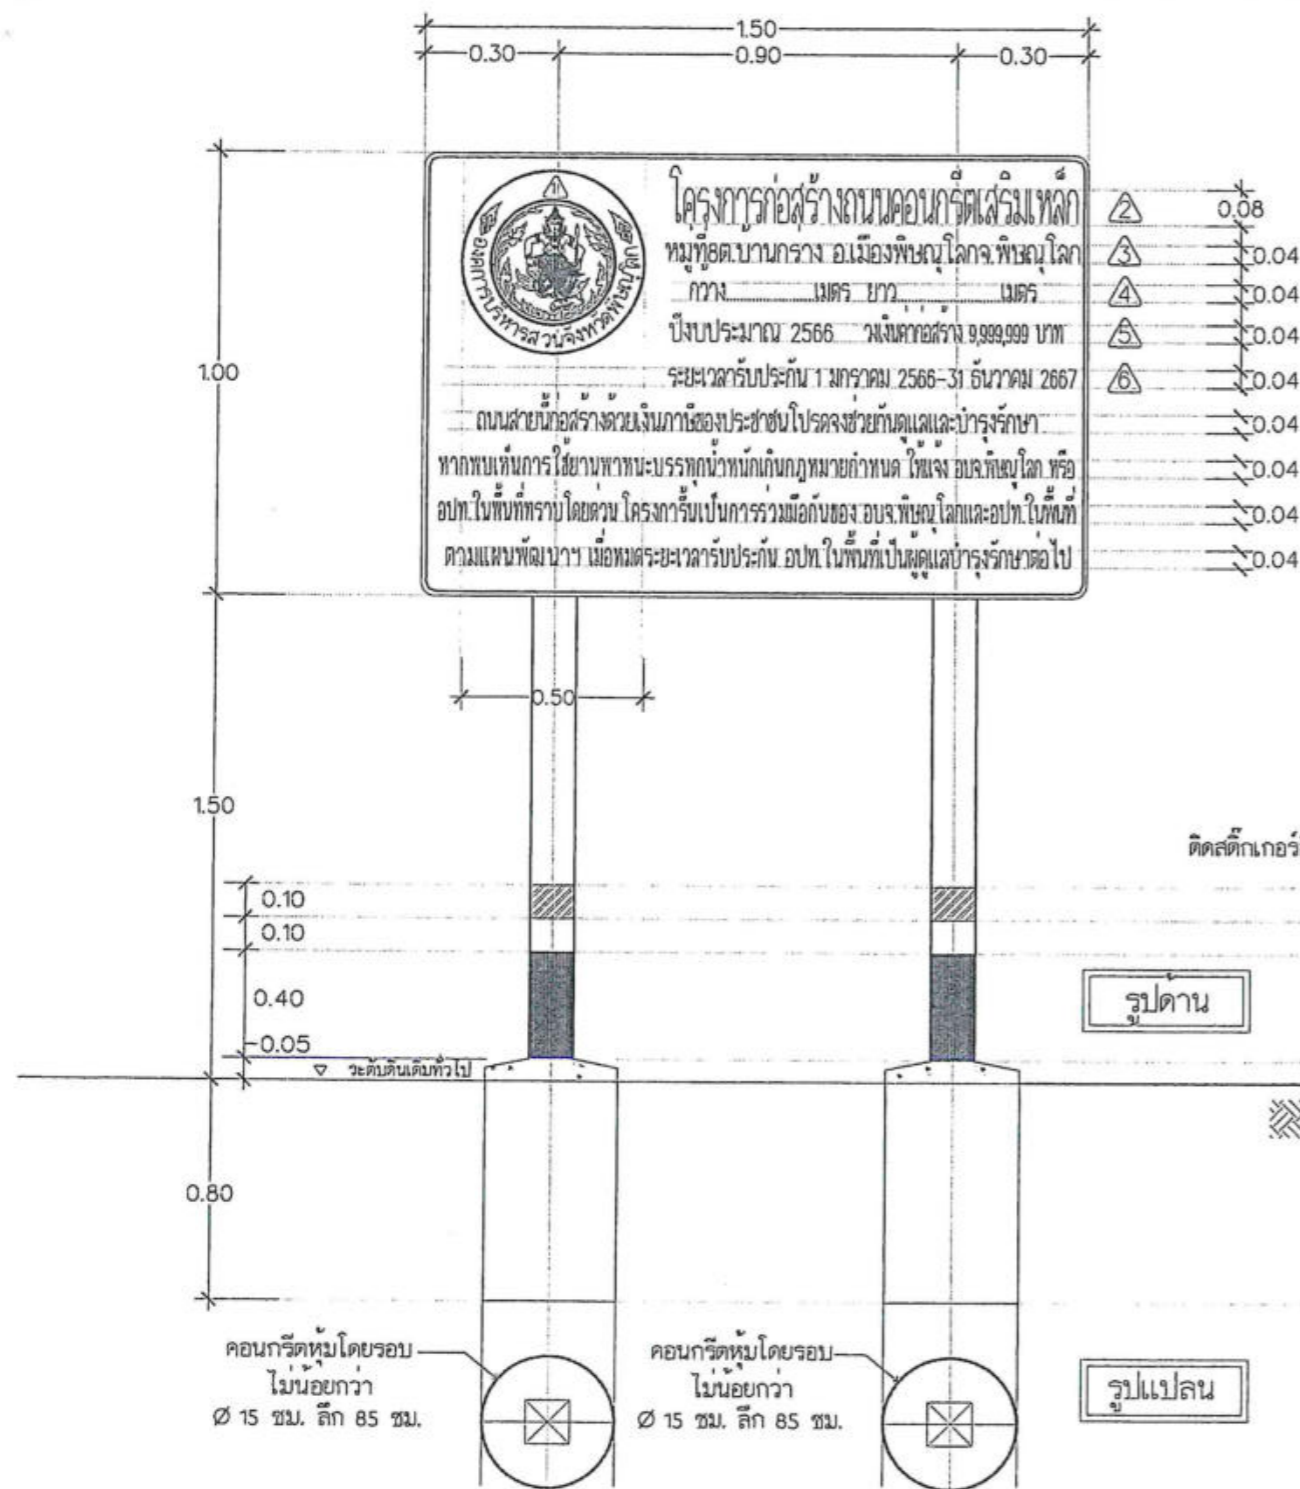 1.50
0.30 0.90 0.30
1
องค์การบริหารส่วนจังหวัดพิษณุโลก
โครงการก่อสร้างถนนคอนกรีตเสริมเหล็ก
2
0.08
หมู่ที่8ต.บ้านกร่าง อ.เมืองพิษณุโลกจ.พิษณุโลก
3
0.04
กว้าง..............เมตร ยาว................เมตร
4
0.04
ปีงบประมาณ 2566 วงเงินค่าก่อสร้าง 9,999,999 บาท
5
0.04
ระยะเวลารับประกัน 1 มกราคม 2566-31 ธันวาคม 2667
6
0.04
ถนนสายนี้ก่อสร้างด้วยเงินภาษีของประชาชนโปรดจงช่วยกันดูแลและบำรุงรักษา
0.04
หากพบเห็นการใช้ยานพาหนะบรรทุกน้ำหนักเกินกฎหมายกำหนด ให้แจ้ง อบจ.พิษณุโลก หรือ
0.04
อปท.ในพื้นที่ทราบโดยด่วน โครงการนี้เป็นการร่วมมือกันของ อบจ.พิษณุโลกและอปท.ในพื้นที่
0.04
ตามแผนพัฒนาฯ เมื่อหมดระยะเวลารับประกัน อปท.ในพื้นที่เป็นผู้ดูแลบำรุงรักษาต่อไป
0.04
1.00
0.50
1.50
ติดสติ๊กเกอร์
0.10
0.10
0.40
รูปด้าน
0.05
ระดับดินเดิมทั่วไป
0.80
คอนกรีตหุ้มโดยรอบ
ไม่น้อยกว่า
Ø 15 ซม. ลึก 85 ซม.
คอนกรีตหุ้มโดยรอบ
ไม่น้อยกว่า
Ø 15 ซม. ลึก 85 ซม.
รูปแปลน